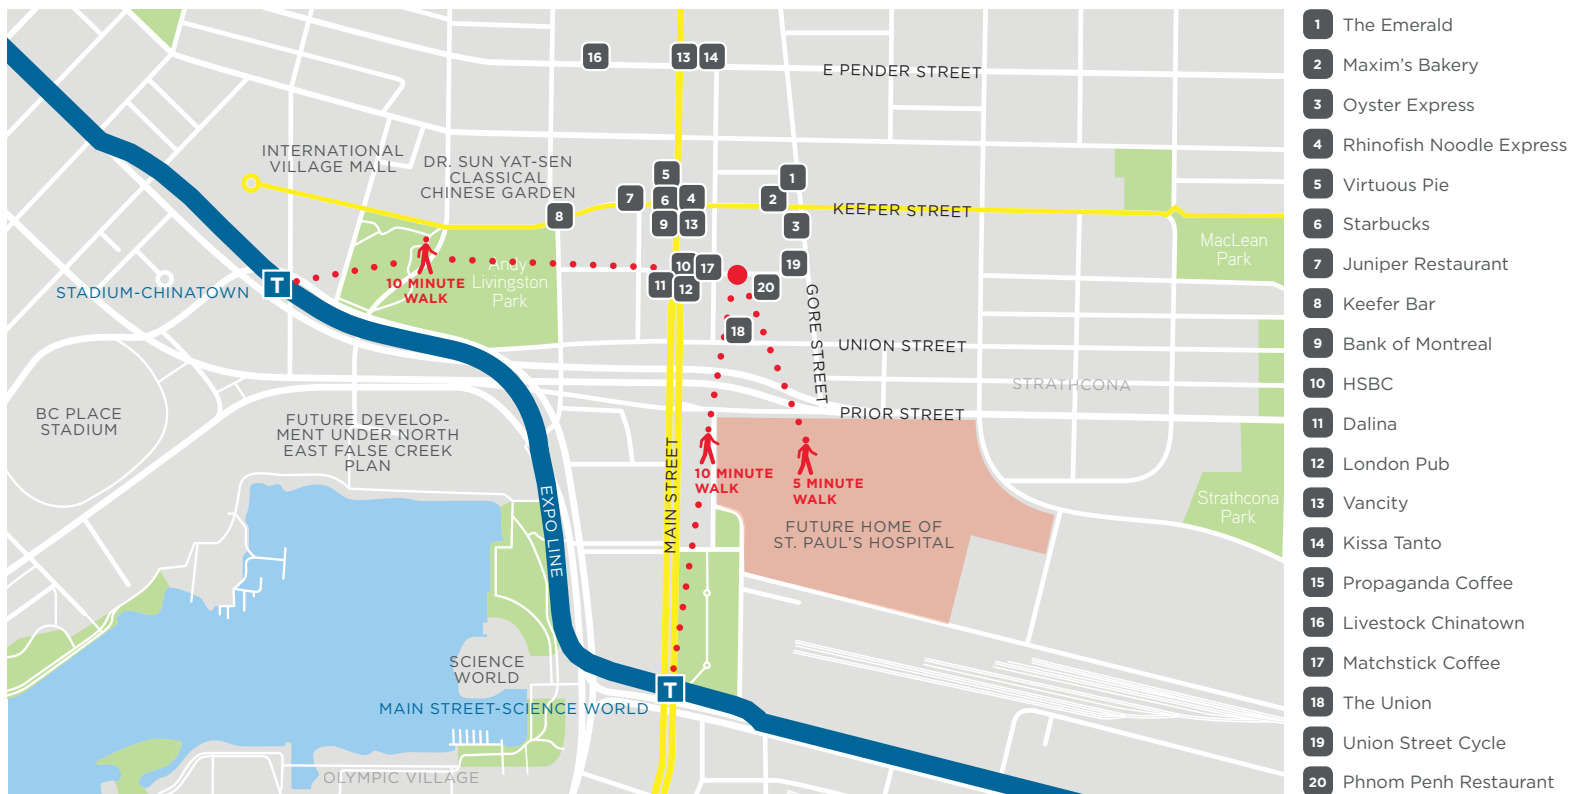 16
13
14
E PENDER STREET
INTERNATIONAL
VILLAGE MALL
DR. SUN YAT-SEN
CLASSICAL
CHINESE GARDEN
5
1
7
6
4
2
8
KEEFER STREET
9
13
3
MacLean
Park
10
17
19
STADIUM-CHINATOWN
T
10 MINUTE
WALK
Andy
Livingston
Park
11
12
20
GORE STREET
18
UNION STREET
STRATHCONA
BC PLACE
STADIUM
FUTURE DEVELOP-
MENT UNDER NORTH
EAST FALSE CREEK
PLAN
PRIOR STREET
MAIN STREET
10 MINUTE
WALK
5 MINUTE
WALK
EXPO LINE
FUTURE HOME OF
ST. PAUL'S HOSPITAL
Strathcona
Park
SCIENCE
WORLD
MAIN STREET-SCIENCE WORLD
T
OLYMPIC VILLAGE
1 The Emerald
2 Maxim's Bakery
3 Oyster Express
4 Rhinofish Noodle Express
5 Virtuous Pie
6 Starbucks
7 Juniper Restaurant
8 Keefer Bar
9 Bank of Montreal
10 HSBC
11 Dalina
12 London Pub
13 Vancity
14 Kissa Tanto
15 Propaganda Coffee
16 Livestock Chinatown
17 Matchstick Coffee
18 The Union
19 Union Street Cycle
20 Phnom Penh Restaurant